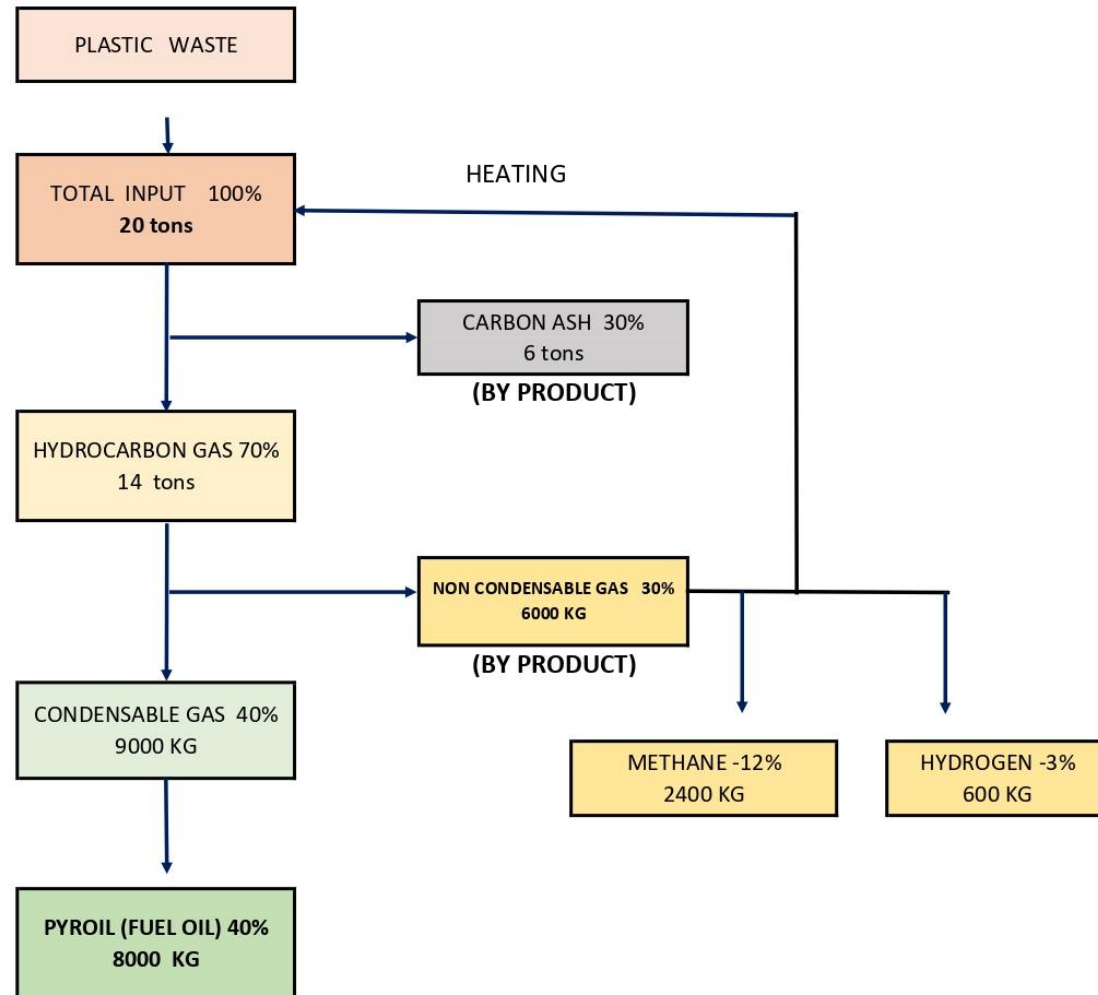 PLASTIC WASTE
TOTAL INPUT 100%
20 tons
HEATING
CARBON ASH 30%
6 tons
(BY PRODUCT)
HYDROCARBON GAS 70%
14 tons
NON CONDENSABLE GAS 30%
6000 KG
(BY PRODUCT)
CONDENSABLE GAS 40%
9000 KG
METHANE -12%
2400 KG
HYDROGEN -3%
600 KG
PYROIL (FUEL OIL) 40%
8000 KG